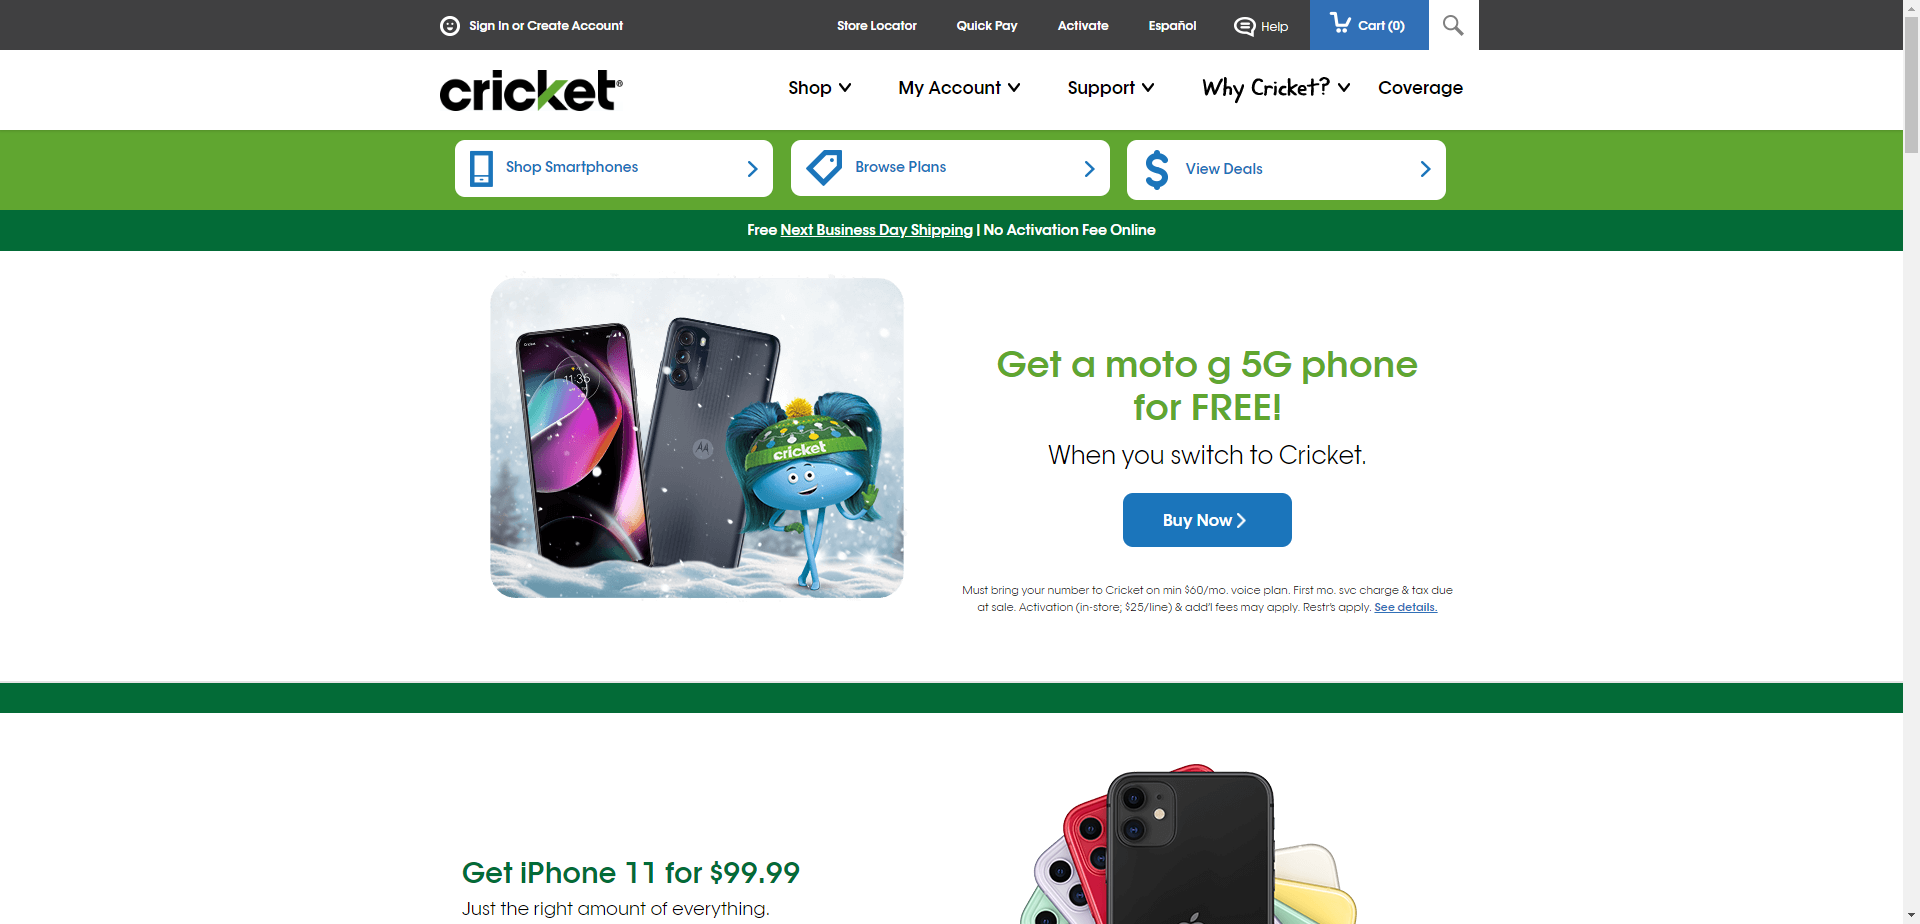 Sign In or Create Account
Store Locator
Quick Pay
Activate
Español
Help
Cart (0)
cricket®
Shop
My Account
Support
Why Cricket?
Coverage
Shop Smartphones
Browse Plans
View Deals
Free Next Business Day Shipping | No Activation Fee Online
11:35
cricket
Get a moto g 5G phone
for FREE!
When you switch to Cricket.
Buy Now
Must bring your number to Cricket on min $60/mo. voice plan. First mo. svc charge & tax due
at sale. Activation (in-store; $25/line) & add'l fees may apply. Restr's apply. See details.
Get iPhone 11 for $99.99
Just the right amount of everything.